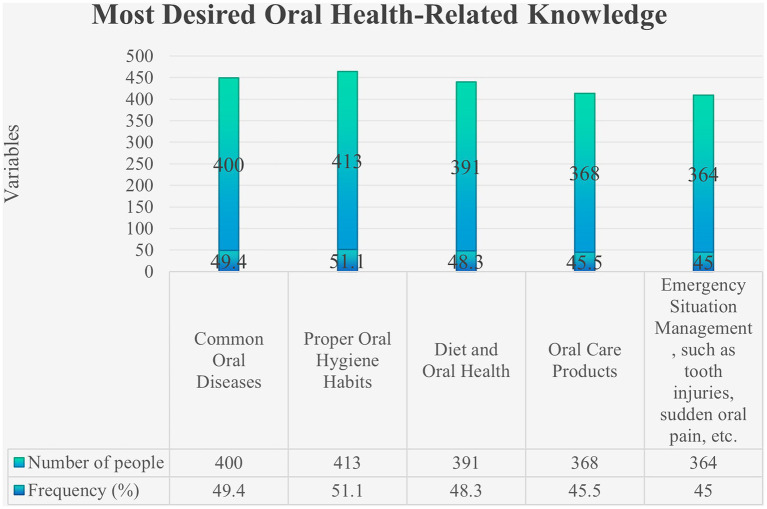 Most Desired Oral Health-Related Knowledge
Variables
500
450
400
350
300
250
200
150
100
50
0
400
413
391
368
364
49.4
51.1
48.3
45.5
45
Common
Oral
Diseases
Proper Oral
Hygiene
Habits
Diet and
Oral Health
Oral Care
Products
Emergency
Situation
Management
, such as
tooth
injuries,
sudden oral
pain, etc.
Number of people 400 413 391 368 364
Frequency (%) 49.4 51.1 48.3 45.5 45